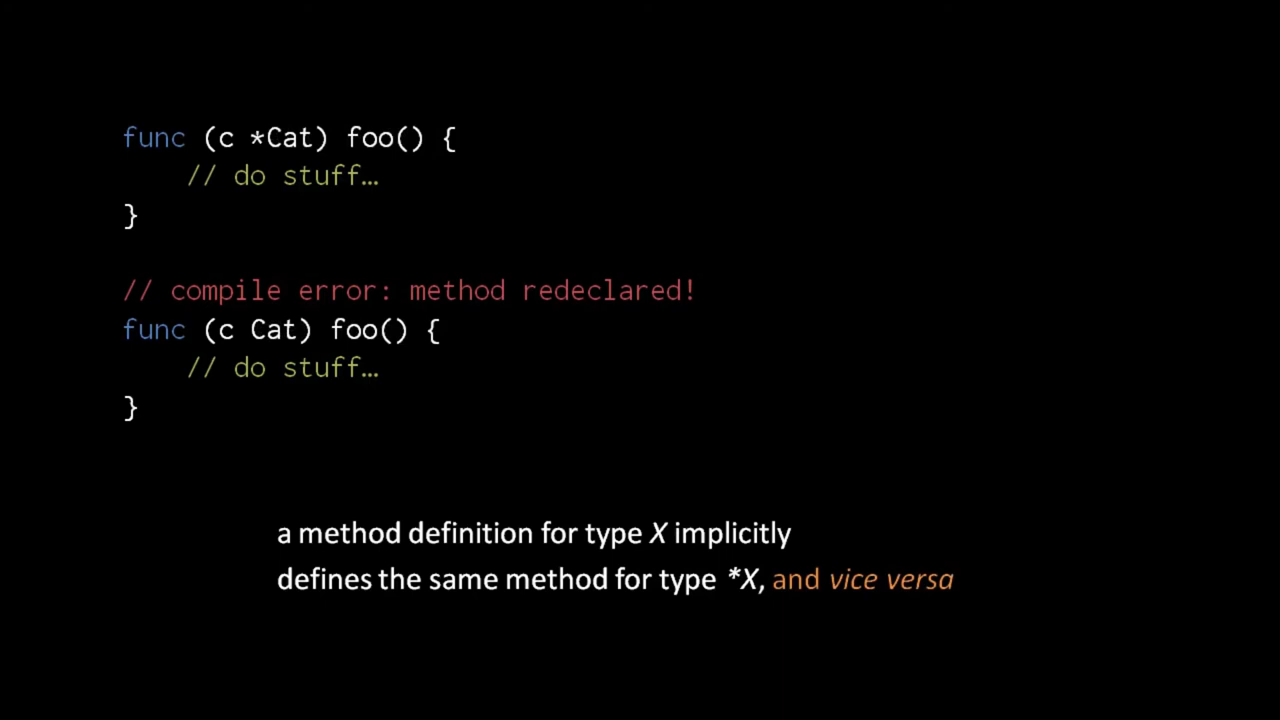 func (c *Cat) foo() {
    // do stuff…
}
// compile error: method redeclared!
func (c Cat) foo() {
    // do stuff…
}
a method definition for type X implicitly
defines the same method for type *X, and vice versa